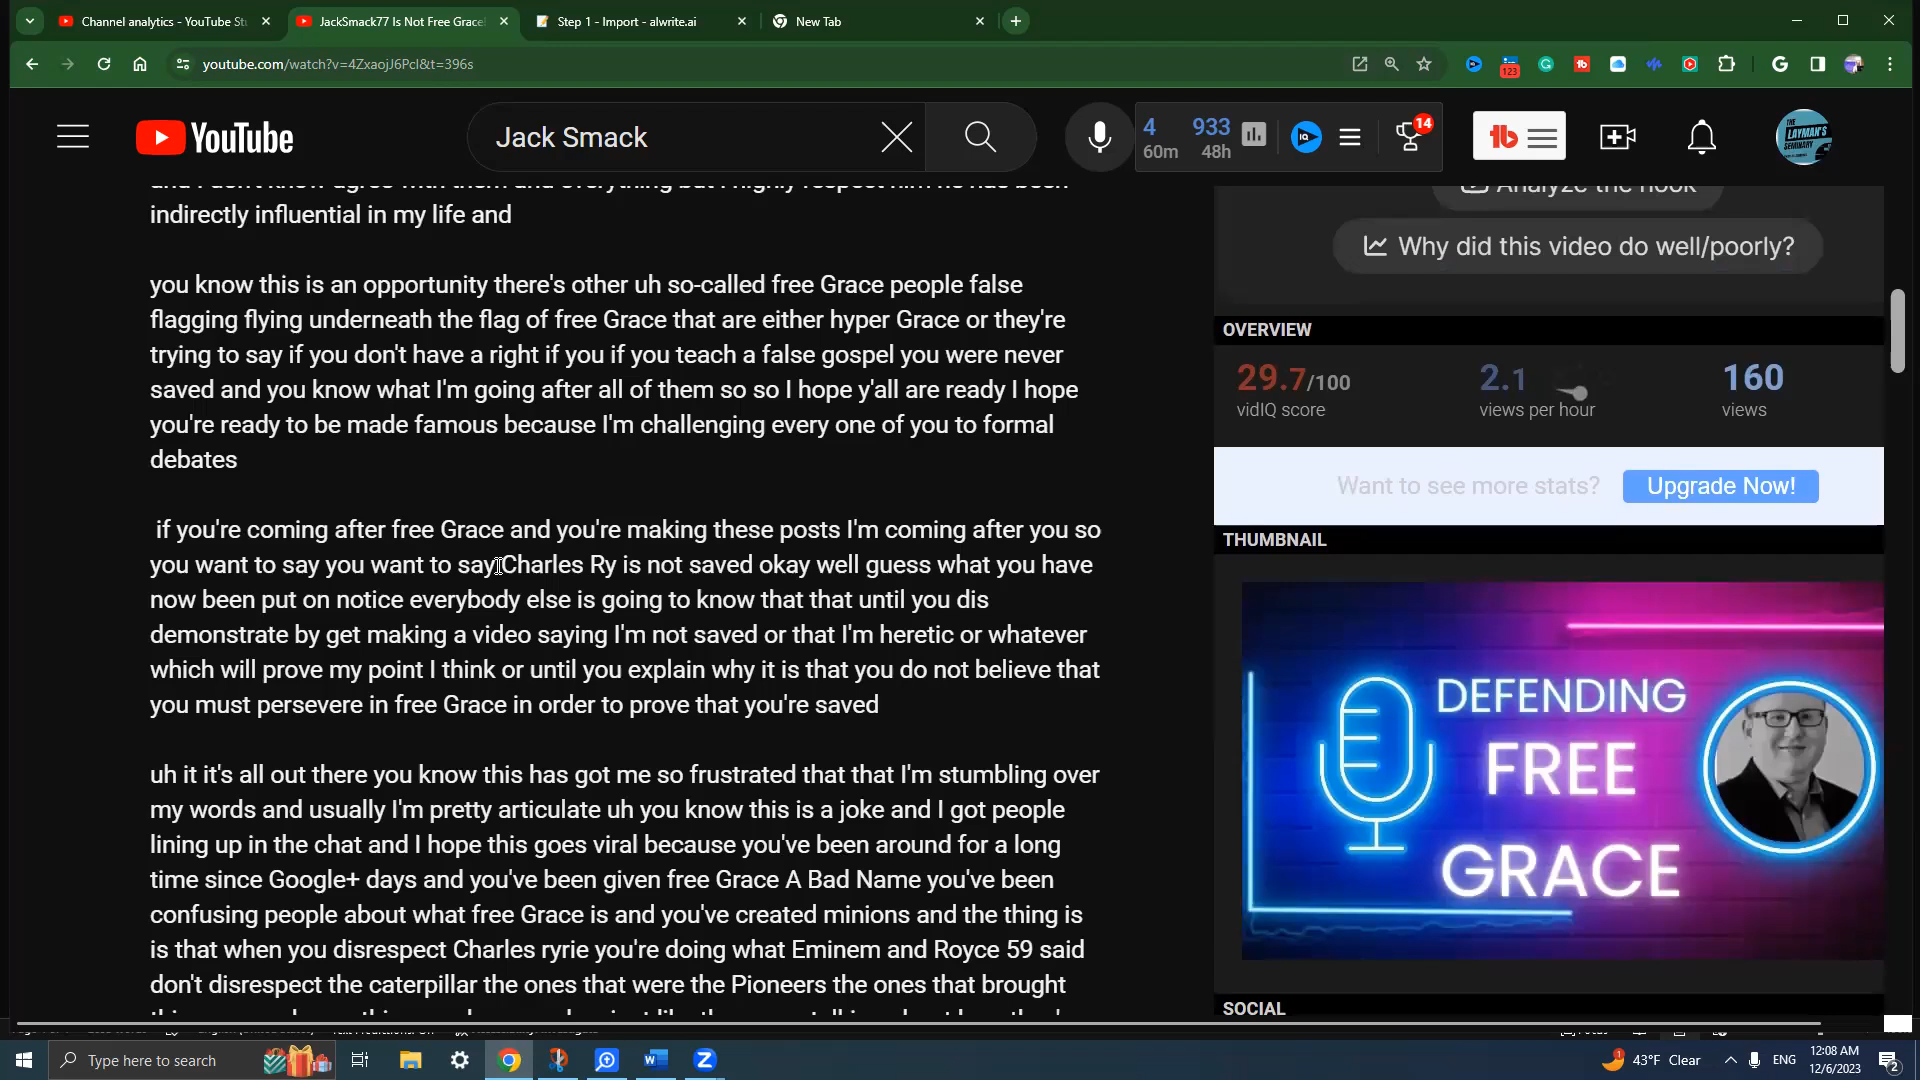 Channel analytics - YouTube St
JackSmack77 Is Not Free Grace
Step 1 - Import - alwrite.ai
New Tab
youtube.com/watch?v=4ZxaojJ6PcI&t=396s
123
YouTube
Jack Smack
4 933
60m 48h
14
THE LAYMAN'S SEMINARY
indirectly influential in my life and
you know this is an opportunity there's other uh so-called free Grace people false
flagging flying underneath the flag of free Grace that are either hyper Grace or they're
trying to say if you don't have a right if you if you teach a false gospel you were never
saved and you know what I'm going after all of them so so I hope y'all are ready I hope
you're ready to be made famous because I'm challenging every one of you to formal
debates
if you're coming after free Grace and you're making these posts I'm coming after you so
you want to say you want to say Charles Ry is not saved okay well guess what you have
now been put on notice everybody else is going to know that that until you dis
demonstrate by get making a video saying I'm not saved or that I'm heretic or whatever
which will prove my point I think or until you explain why it is that you do not believe that
you must persevere in free Grace in order to prove that you're saved
uh it it's all out there you know this has got me so frustrated that that I'm stumbling over
my words and usually I'm pretty articulate uh you know this is a joke and I got people
lining up in the chat and I hope this goes viral because you've been around for a long
time since Google+ days and you've been given free Grace A Bad Name you've been
confusing people about what free Grace is and you've created minions and the thing is
is that when you disrespect Charles ryrie you're doing what Eminem and Royce 59 said
don't disrespect the caterpillar the ones that were the Pioneers the ones that brought
Analyze the hook
Why did this video do well/poorly?
OVERVIEW
29.7/100
vidIQ score
2.1
views per hour
160
views
Want to see more stats?
Upgrade Now!
THUMBNAIL
DEFENDING
FREE
GRACE
SOCIAL
Type here to search
43°F Clear
ENG
12:08 AM
12/6/2023
2